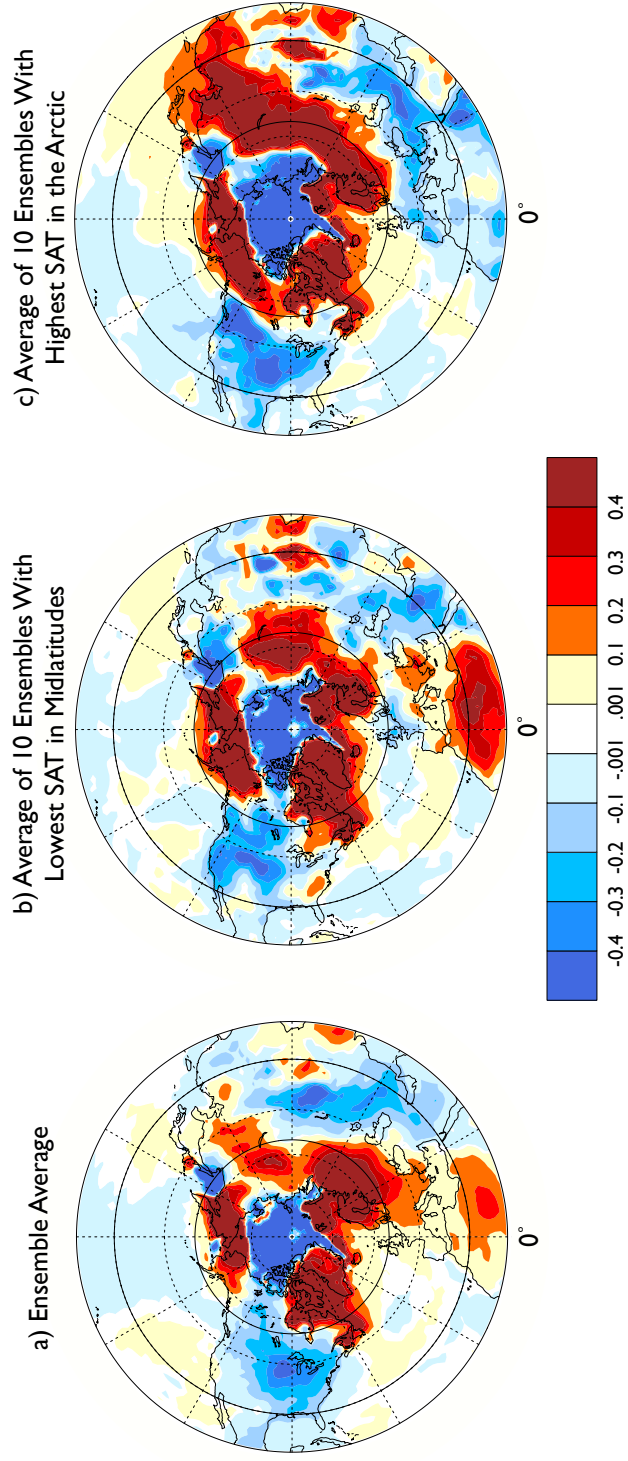 a) Ensemble Average
0°
b) Average of 10 Ensembles With
Lowest SAT in Midlatitudes
0°
c) Average of 10 Ensembles With
Highest SAT in the Arctic
0°
-0.4 -0.3 -0.2 -0.1 -.001 .001 0.1 0.2 0.3 0.4